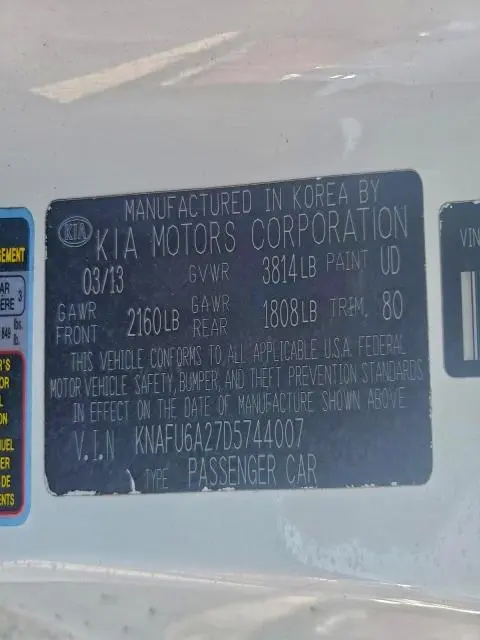 MANUFACTURED IN KOREA BY
KIA
KIA MOTORS CORPORATION
03/13 GVWR 3814 LB PAINT UD
GAWR FRONT 2160 LB GAWR REAR 1808 LB TRIM, 80
THIS VEHICLE CONFORMS TO ALL APPLICABLE U.S.A. FEDERAL
MOTOR VEHICLE SAFETY, BUMPER, AND THEFT PREVENTION STANDARDS
IN EFFECT ON THE DATE OF MANUFACTURE SHOWN ABOVE
V.I.N KNAFU6A27D5744007
TYPE PASSENGER CAR
VIN